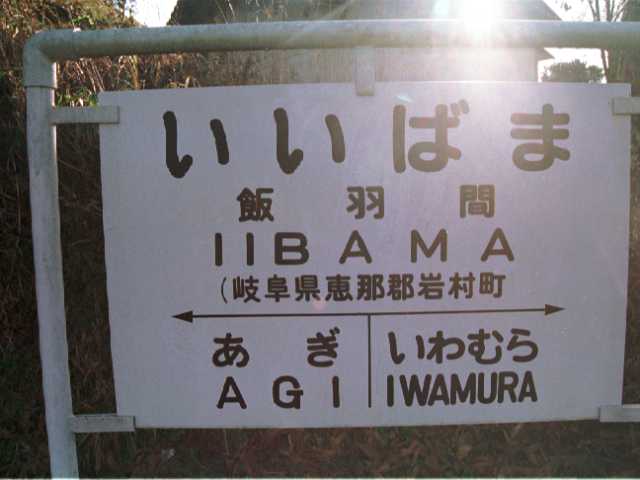 いいばま
飯羽間
IIBAMA
(岐阜県恵那郡岩村町
あぎ いわむら
AGI IWAMURA